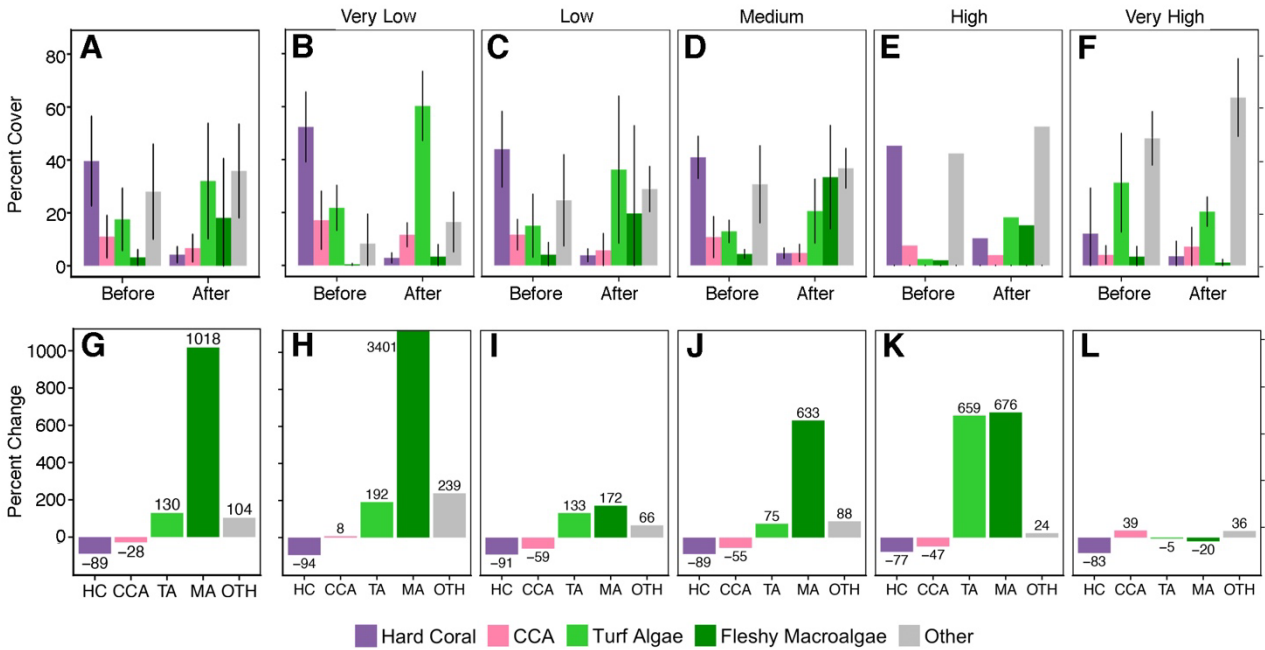 Very Low Low Medium High Very High
A B C D E F
80
60
40
20
0
Percent Cover
Before After Before After Before After Before After Before After Before After
G H I J K L
1000
800
600
400
200
0
Percent Change
−89 −28 130 1018 104
−94 8 192 3401 239
−91 −59 133 172 66
−89 −55 75 633 88
−77 −47 659 676 24
−83 39 −5 −20 36
HC CCA TA MA OTH HC CCA TA MA OTH HC CCA TA MA OTH HC CCA TA MA OTH HC CCA TA MA OTH HC CCA TA MA OTH
Hard Coral CCA Turf Algae Fleshy Macroalgae Other